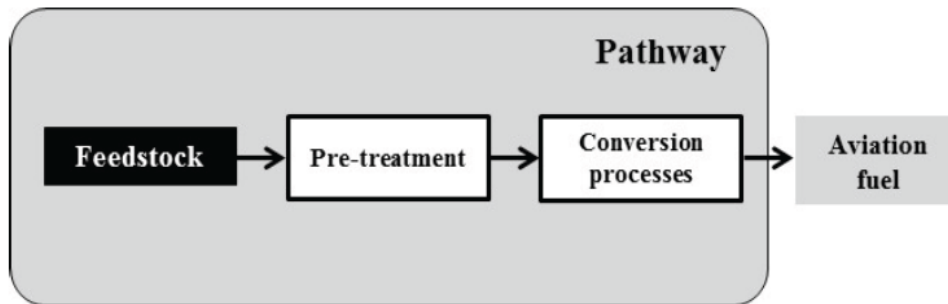 Pathway
Feedstock
Pre-treatment
Conversion
processes
Aviation
fuel